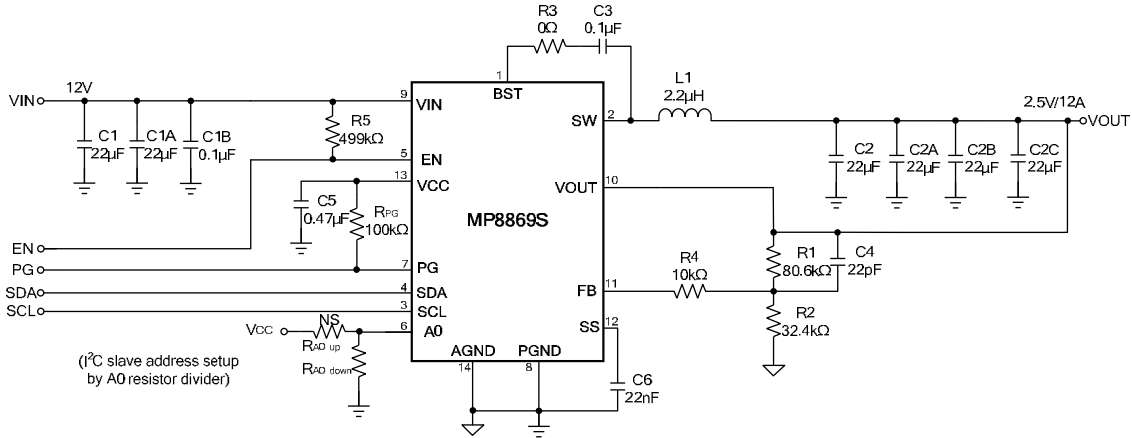 R3
0Ω
C3
0.1µF
1
BST
12V
VIN
9
VIN
C1
22µF
C1A
22µF
C1B
0.1µF
R5
499kΩ
5
EN
13
VCC
C5
0.47µF
RPG
100kΩ
EN
PG
7
PG
SDA
4
SDA
SCL
3
SCL
VCC
NS
6
A0
RA0 up
RA0 down
(I²C slave address setup
by A0 resistor divider)
MP8869S
SW
2
L1
2.2µH
2.5V/12A
VOUT
C2
22µF
C2A
22µF
C2B
22µF
C2C
22µF
VOUT
10
R1
80.6kΩ
C4
22pF
R4
10kΩ
FB
11
R2
32.4kΩ
SS
12
AGND
14
PGND
8
C6
22nF